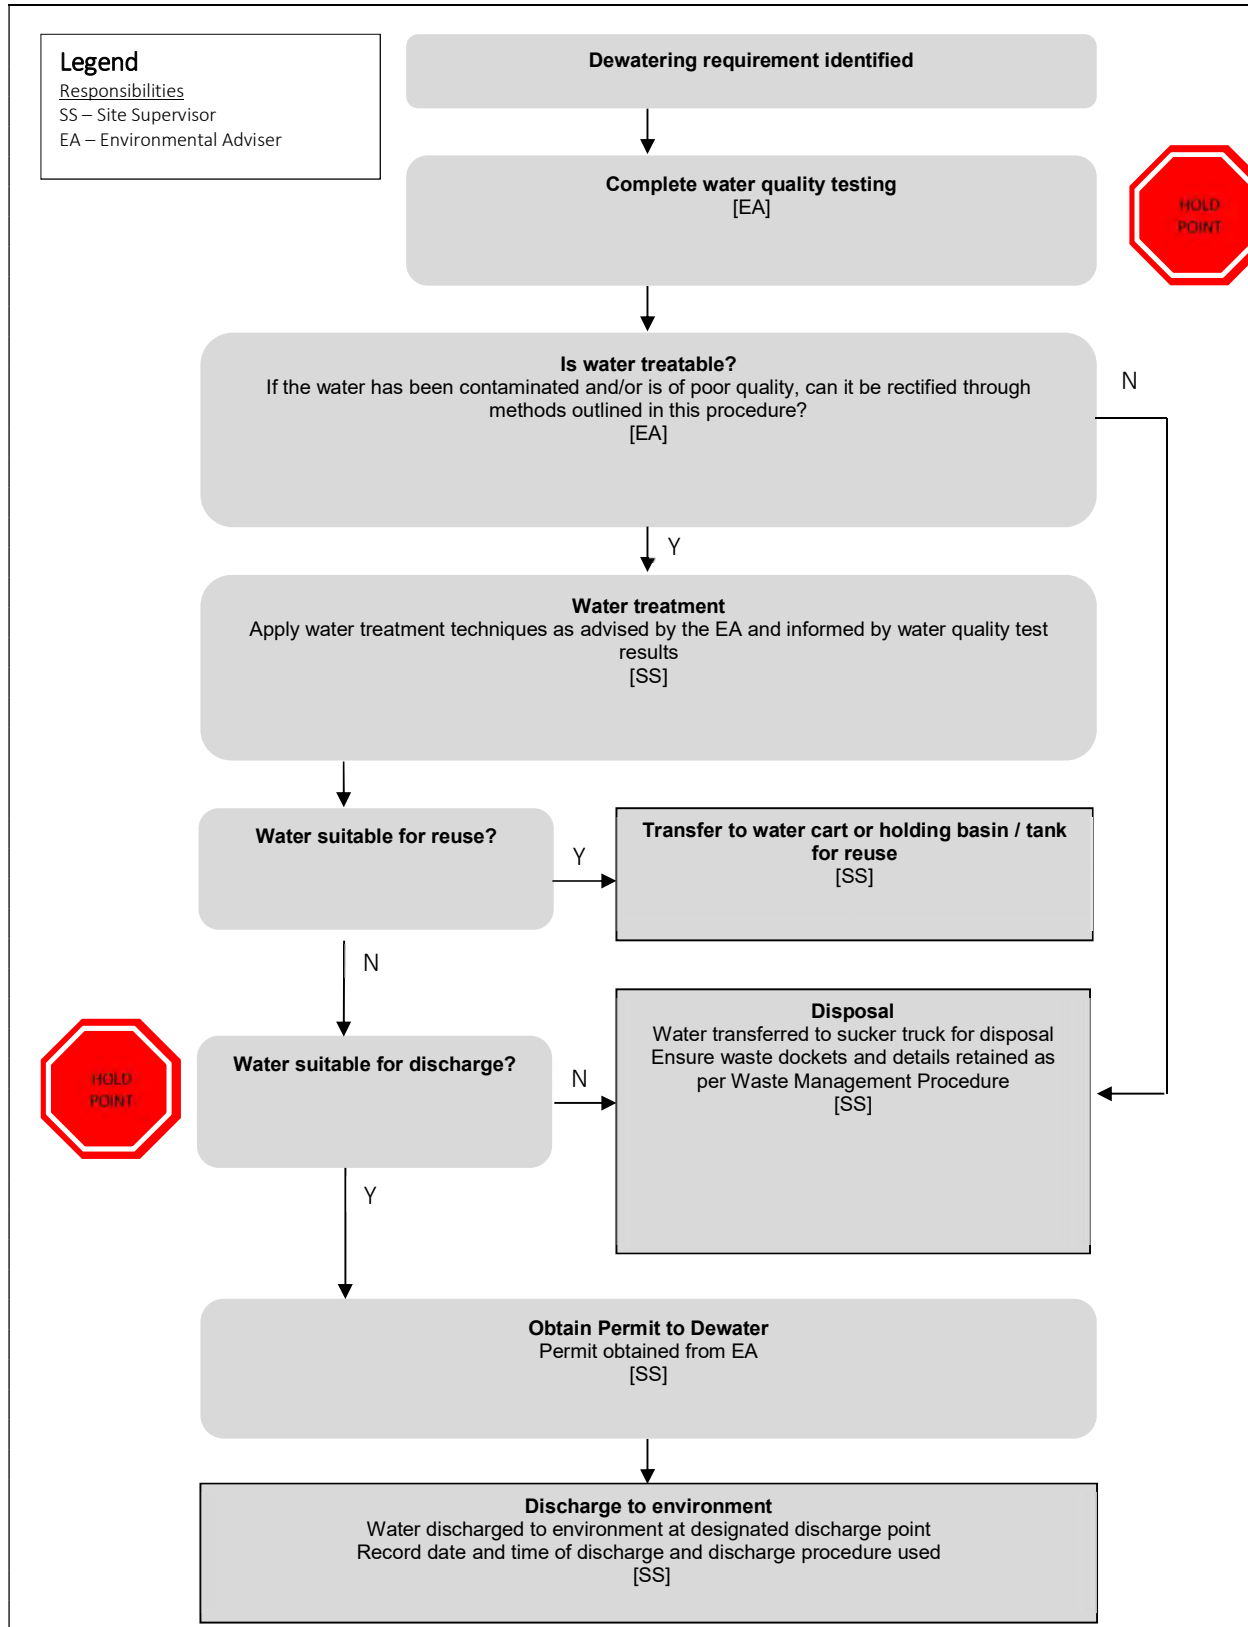 Legend
Responsibilities
SS – Site Supervisor
EA – Environmental Adviser
Dewatering requirement identified
Complete water quality testing
[EA]
HOLD
POINT
Is water treatable?
If the water has been contaminated and/or is of poor quality, can it be rectified through
methods outlined in this procedure?
[EA]
N
Y
Water treatment
Apply water treatment techniques as advised by the EA and informed by water quality test
results
[SS]
Water suitable for reuse?
Y
Transfer to water cart or holding basin / tank
for reuse
[SS]
N
HOLD
POINT
Water suitable for discharge?
N
Disposal
Water transferred to sucker truck for disposal
Ensure waste dockets and details retained as
per Waste Management Procedure
[SS]
Y
Obtain Permit to Dewater
Permit obtained from EA
[SS]
Discharge to environment
Water discharged to environment at designated discharge point
Record date and time of discharge and discharge procedure used
[SS]